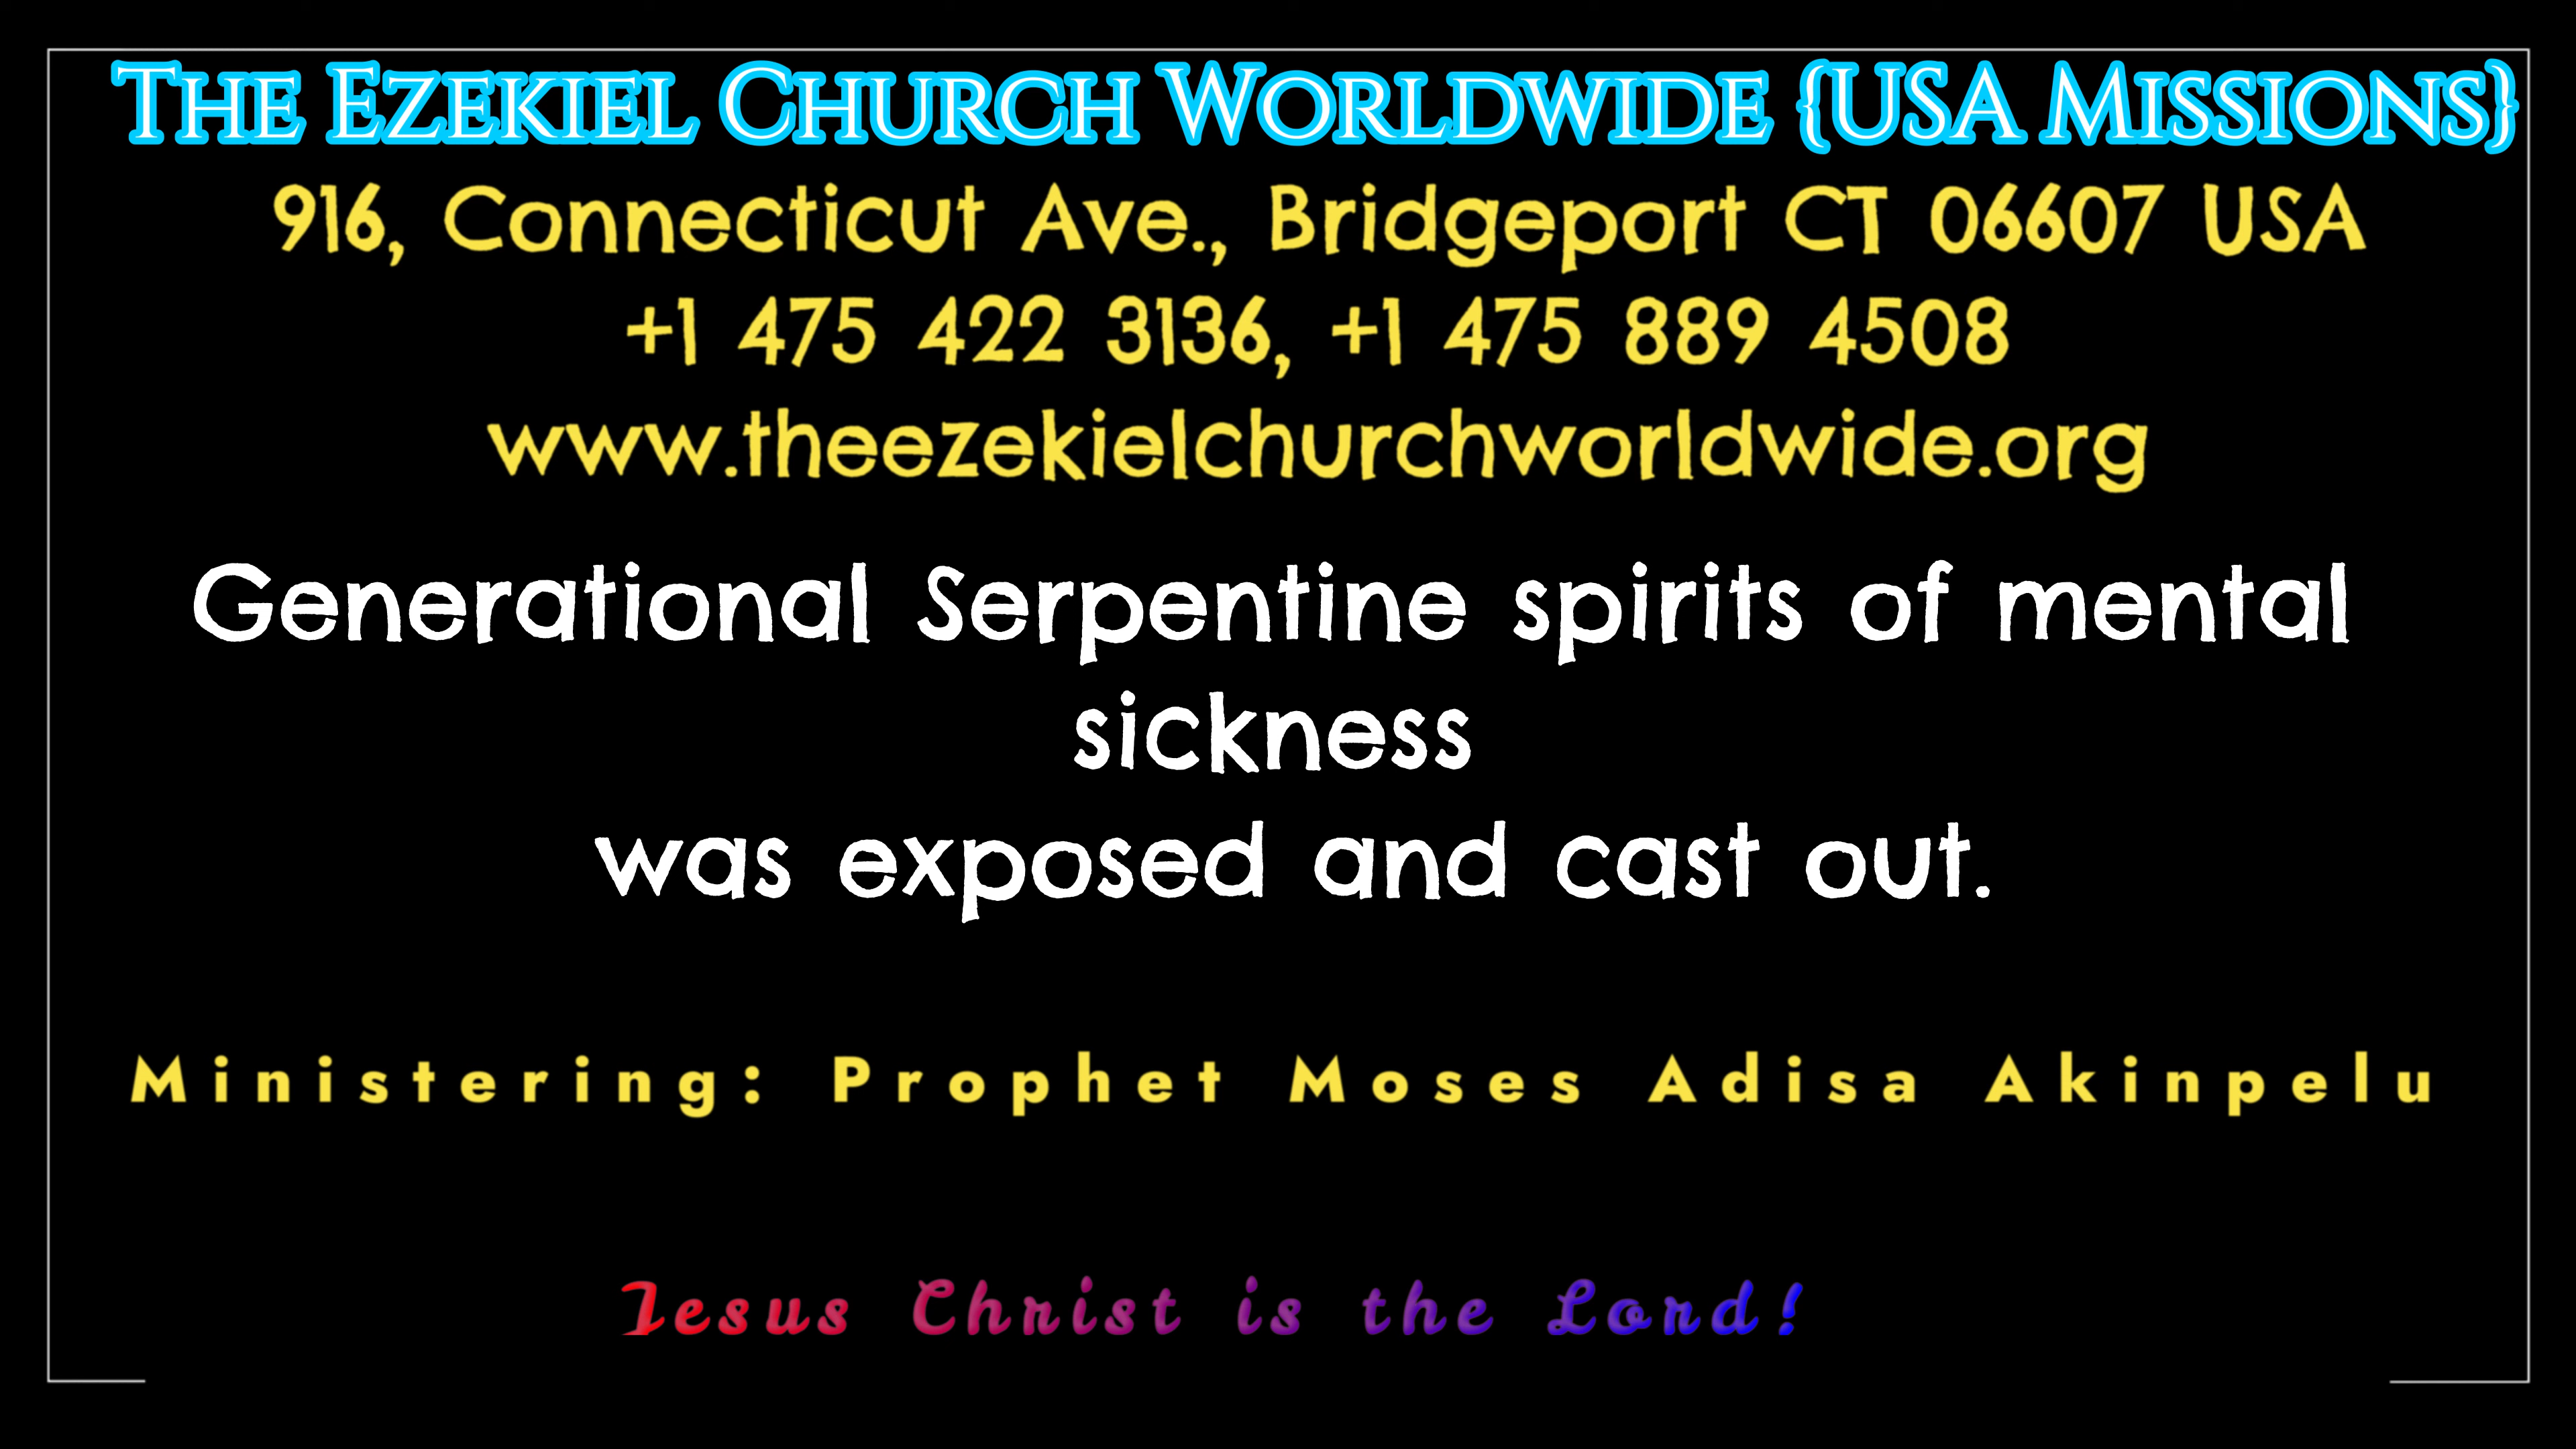 The Ezekiel Church Worldwide {USA Missions}
916, Connecticut Ave., Bridgeport CT 06607 USA
+1 475 422 3136, +1 475 889 4508
www.theezekielchurchworldwide.org
Generational Serpentine spirits of mental
sickness
was exposed and cast out.
Ministering: Prophet Moses Adisa Akinpelu
Jesus Christ is the Lord!